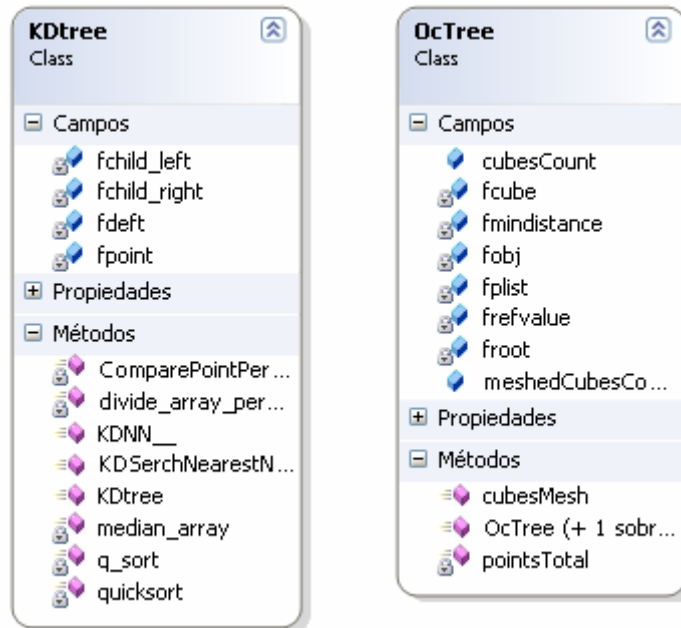 KDtree
Class
Campos
fchild_left
fchild_right
fdeft
fpoint
Propiedades
Métodos
ComparePointPer...
divide_array_per...
KDNN__
KDSerchNearestN...
KDtree
median_array
q_sort
quicksort
OcTree
Class
Campos
cubesCount
fcube
fmindistance
fobj
fplist
frefvalue
froot
meshedCubesCo...
Propiedades
Métodos
cubesMesh
OcTree (+ 1 sobr...
pointsTotal